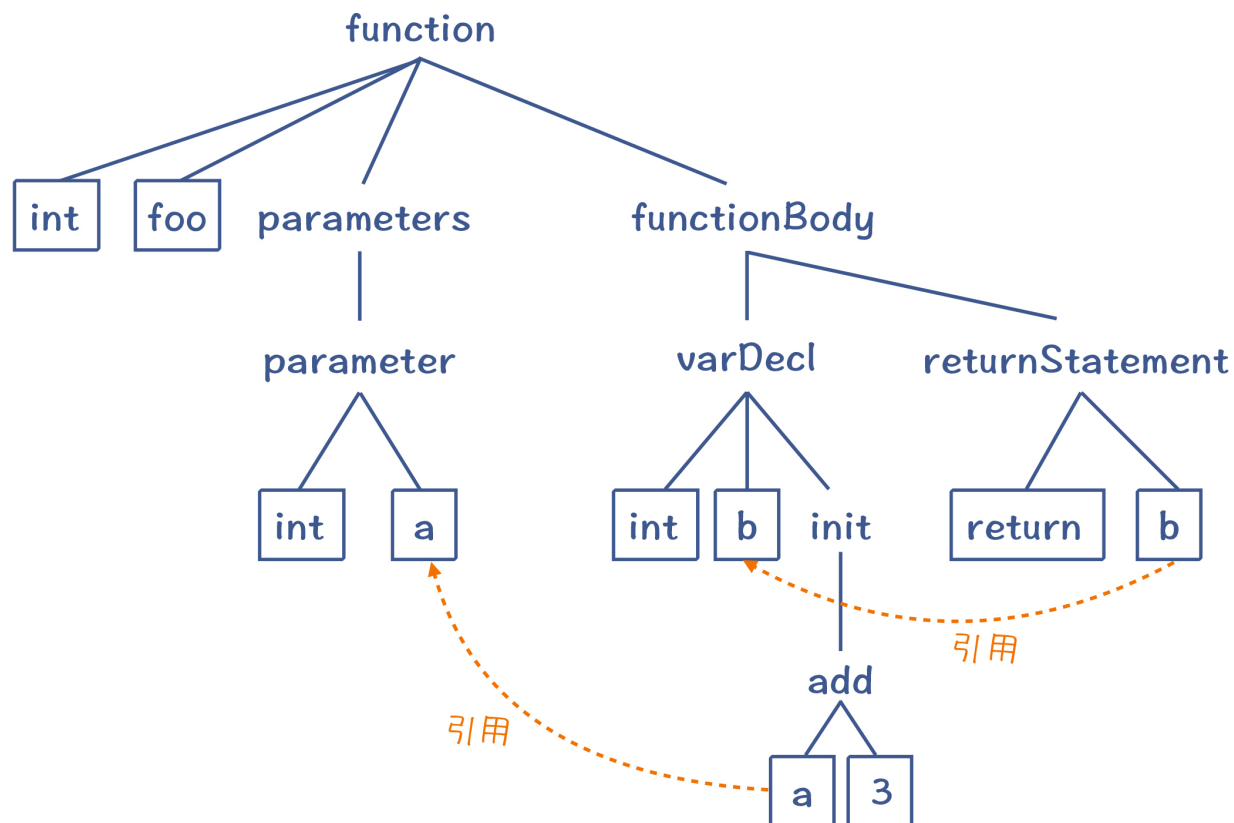 function
int foo parameters functionBody
parameter varDecl returnStatement
int a int b init return b
引用
add
引用
a 3